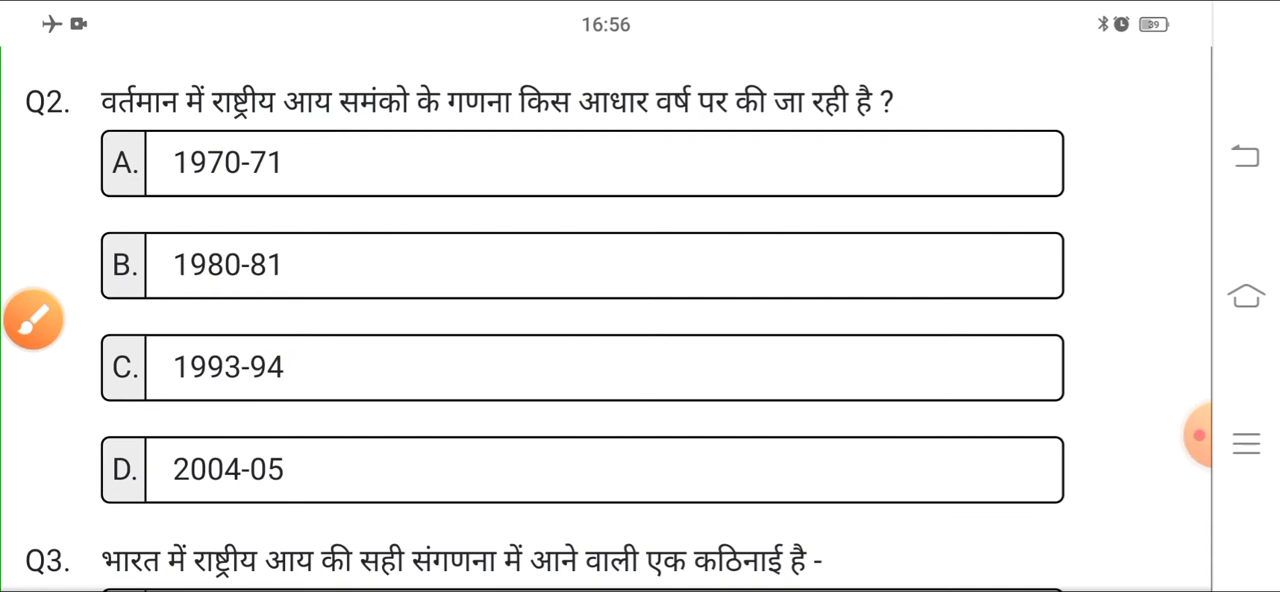 16:56
39
Q2. वर्तमान में राष्ट्रीय आय समंको के गणना किस आधार वर्ष पर की जा रही है ?
A. 1970-71
B. 1980-81
C. 1993-94
D. 2004-05
Q3. भारत में राष्ट्रीय आय की सही संगणना में आने वाली एक कठिनाई है -